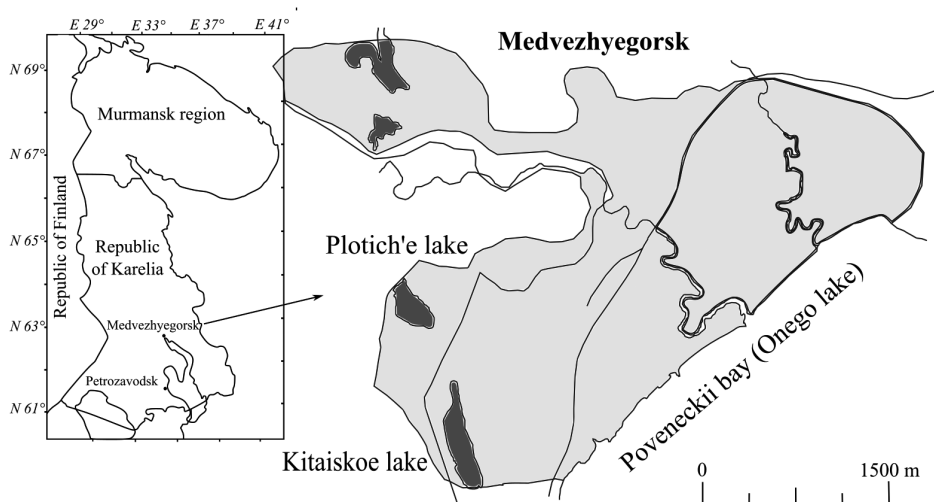 E 29° E 33° E 37° E 41°
N 69°
N 67°
N 65°
N 63°
N 61°
Murmansk region
Republic of Finland
Republic
of Karelia
Medvezhyegorsk
Petrozavodsk
Medvezhyegorsk
Plotich'e lake
Kitaiskoe lake
Poveneckii bay (Onego lake)
0 1500 m